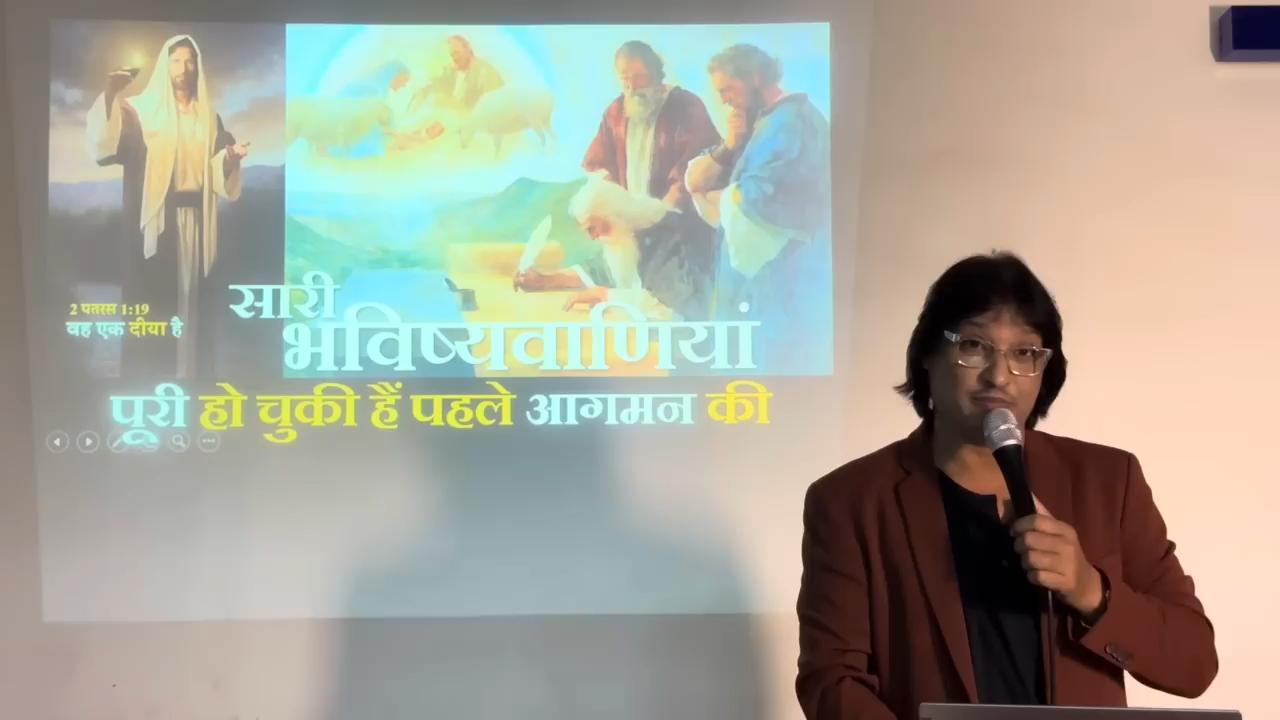 2 पतरस 1:19
वह एक दीया है
सारी
भविष्यवाणियां
पूरी हो चुकी हैं पहले आगमन की